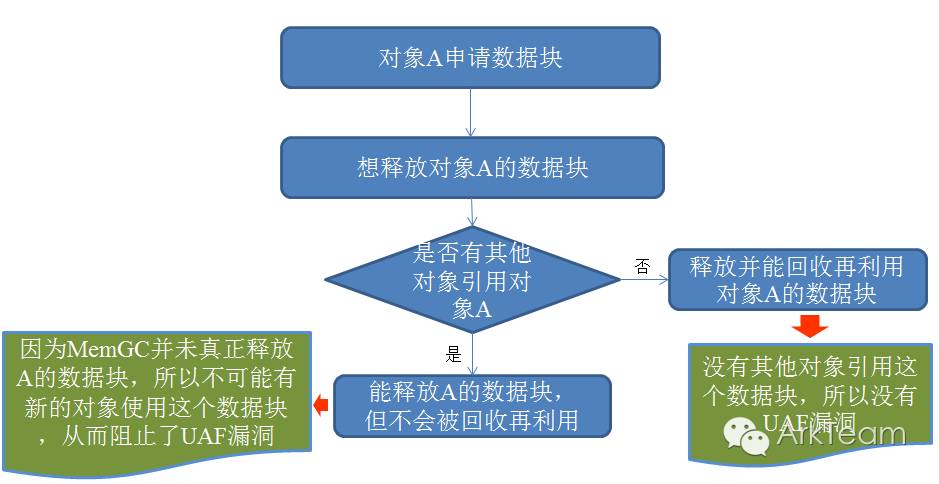 对象A申请数据块
想释放对象A的数据块
是否有其他
对象引用对
象A
否
释放并能回收再利用
对象A的数据块
是
能释放A的数据块，
但不会被回收再利用
因为MemGC并未真正释放
A的数据块，所以不可能有
新的对象使用这个数据块
，从而阻止了UAF漏洞
没有其他对象引用这
个数据块，所以没有
UAF漏洞
ArkTeam